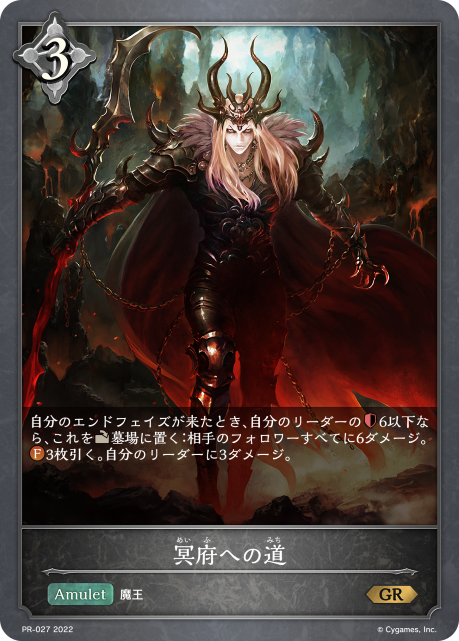 3
自分のエンドフェイズが来たとき、自分のリーダーの6以下な
ら、これを墓場に置く：相手のフォロワーすべてに6ダメージ。
F 3枚引く。自分のリーダーに3ダメージ。
めいふ みち
冥府への道
Amulet 魔王 GR
PR-027 2022 © Cygames, Inc.